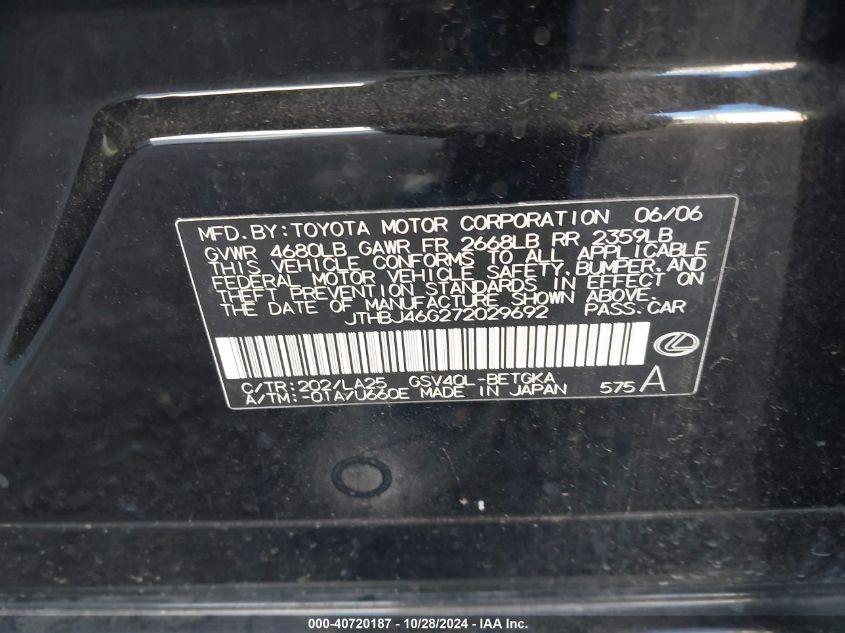 MFD.BY:TOYOTA MOTOR CORPORATION 06/06
GVWR 4680LB GAWR FR 2668LB RR 2359LB
THIS VEHICLE CONFORMS TO ALL APPLICABLE
FEDERAL MOTOR VEHICLE SAFETY,BUMPER,AND
THEFT PREVENTION STANDARDS IN EFFECT ON
THE DATE OF MANUFACTURE SHOWN ABOVE.
JTHBJ46G272029692 PASS.CAR
C/TR:202/LA25 GSV40L-BETGKA
A/TM:-01A/U660E MADE IN JAPAN 575 A
000-40720187 - 10/28/2024 - IAA Inc.